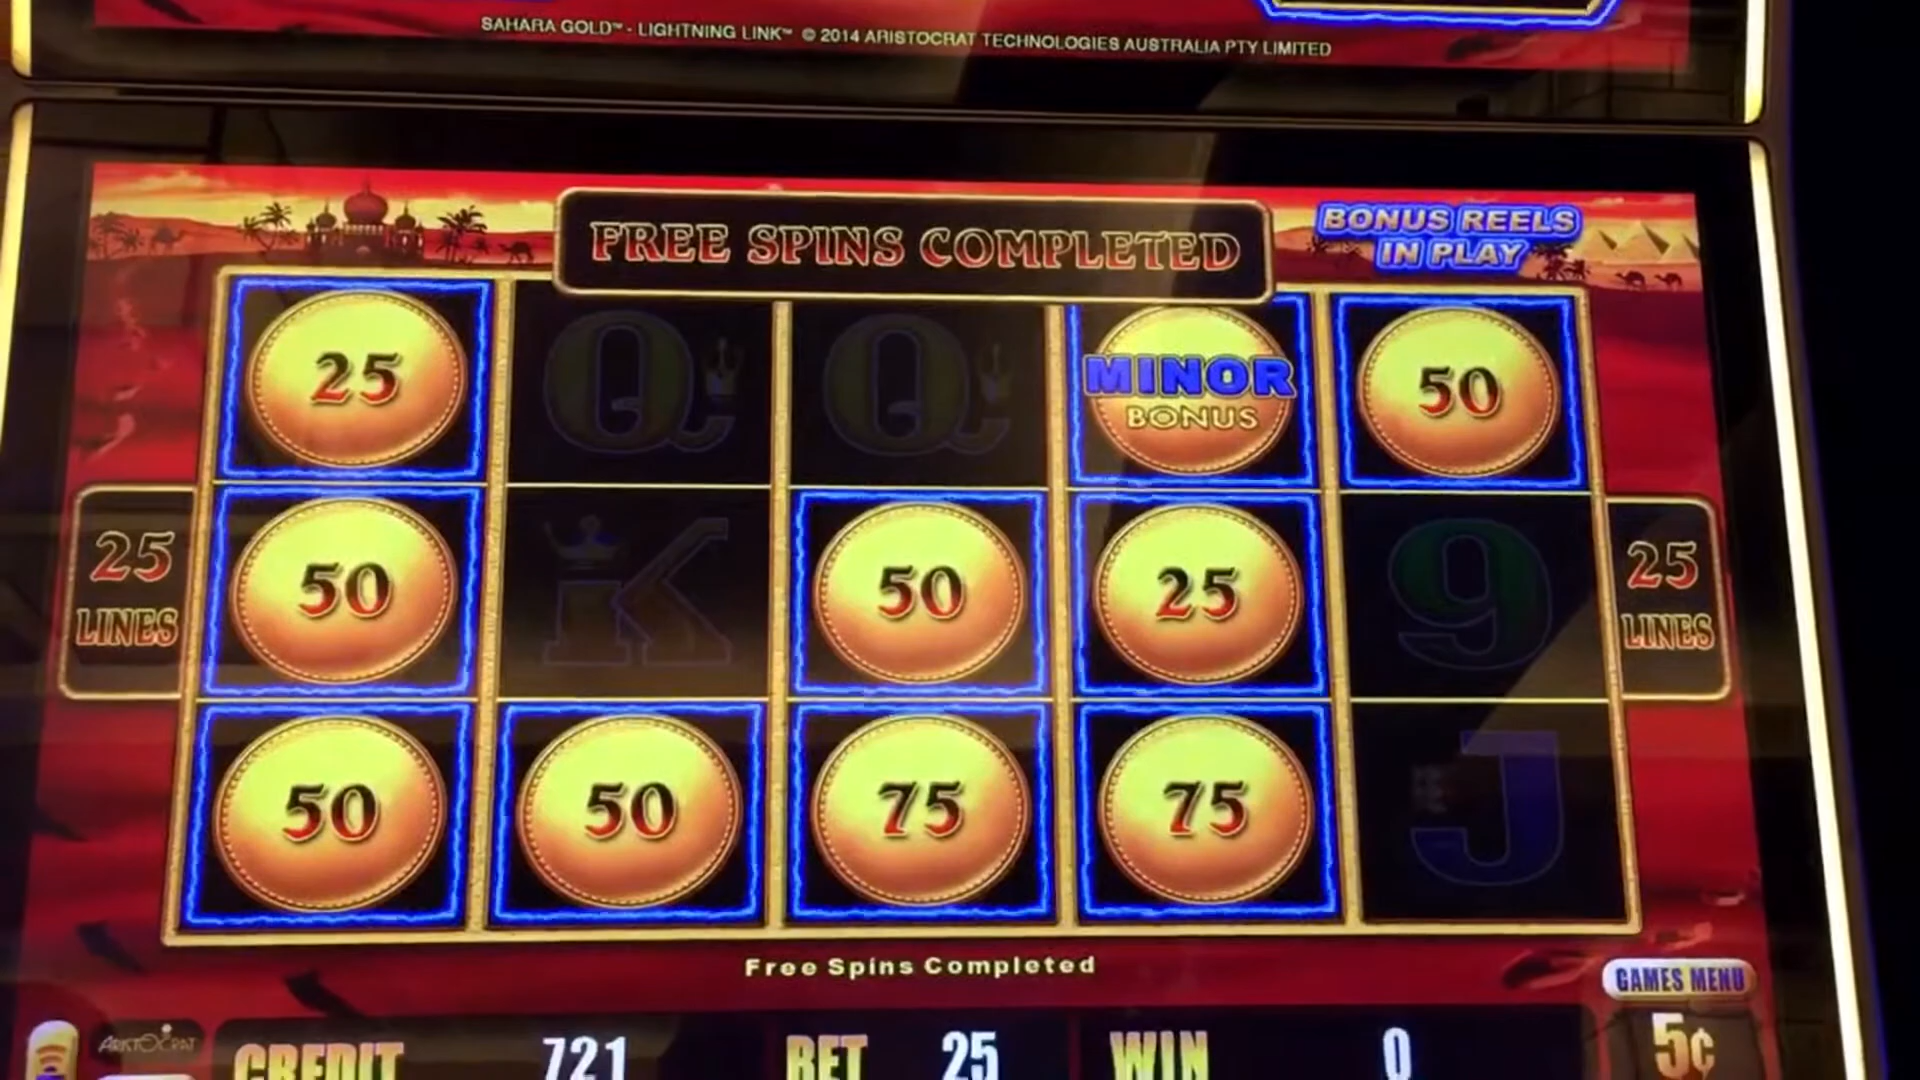 SAHARA GOLD™ - LIGHTNING LINK™ © 2014 ARISTOCRAT TECHNOLOGIES AUSTRALIA PTY LIMITED
FREE SPINS COMPLETED
BONUS REELS
IN PLAY
25 Q Q MINOR
BONUS
50
25
LINES
50 K 50 25 9
25
LINES
50 50 75 75 J
Free Spins Completed
GAMES MENU
ARISTOCRAT
CREDIT 721 BET 25 WIN 0 5¢